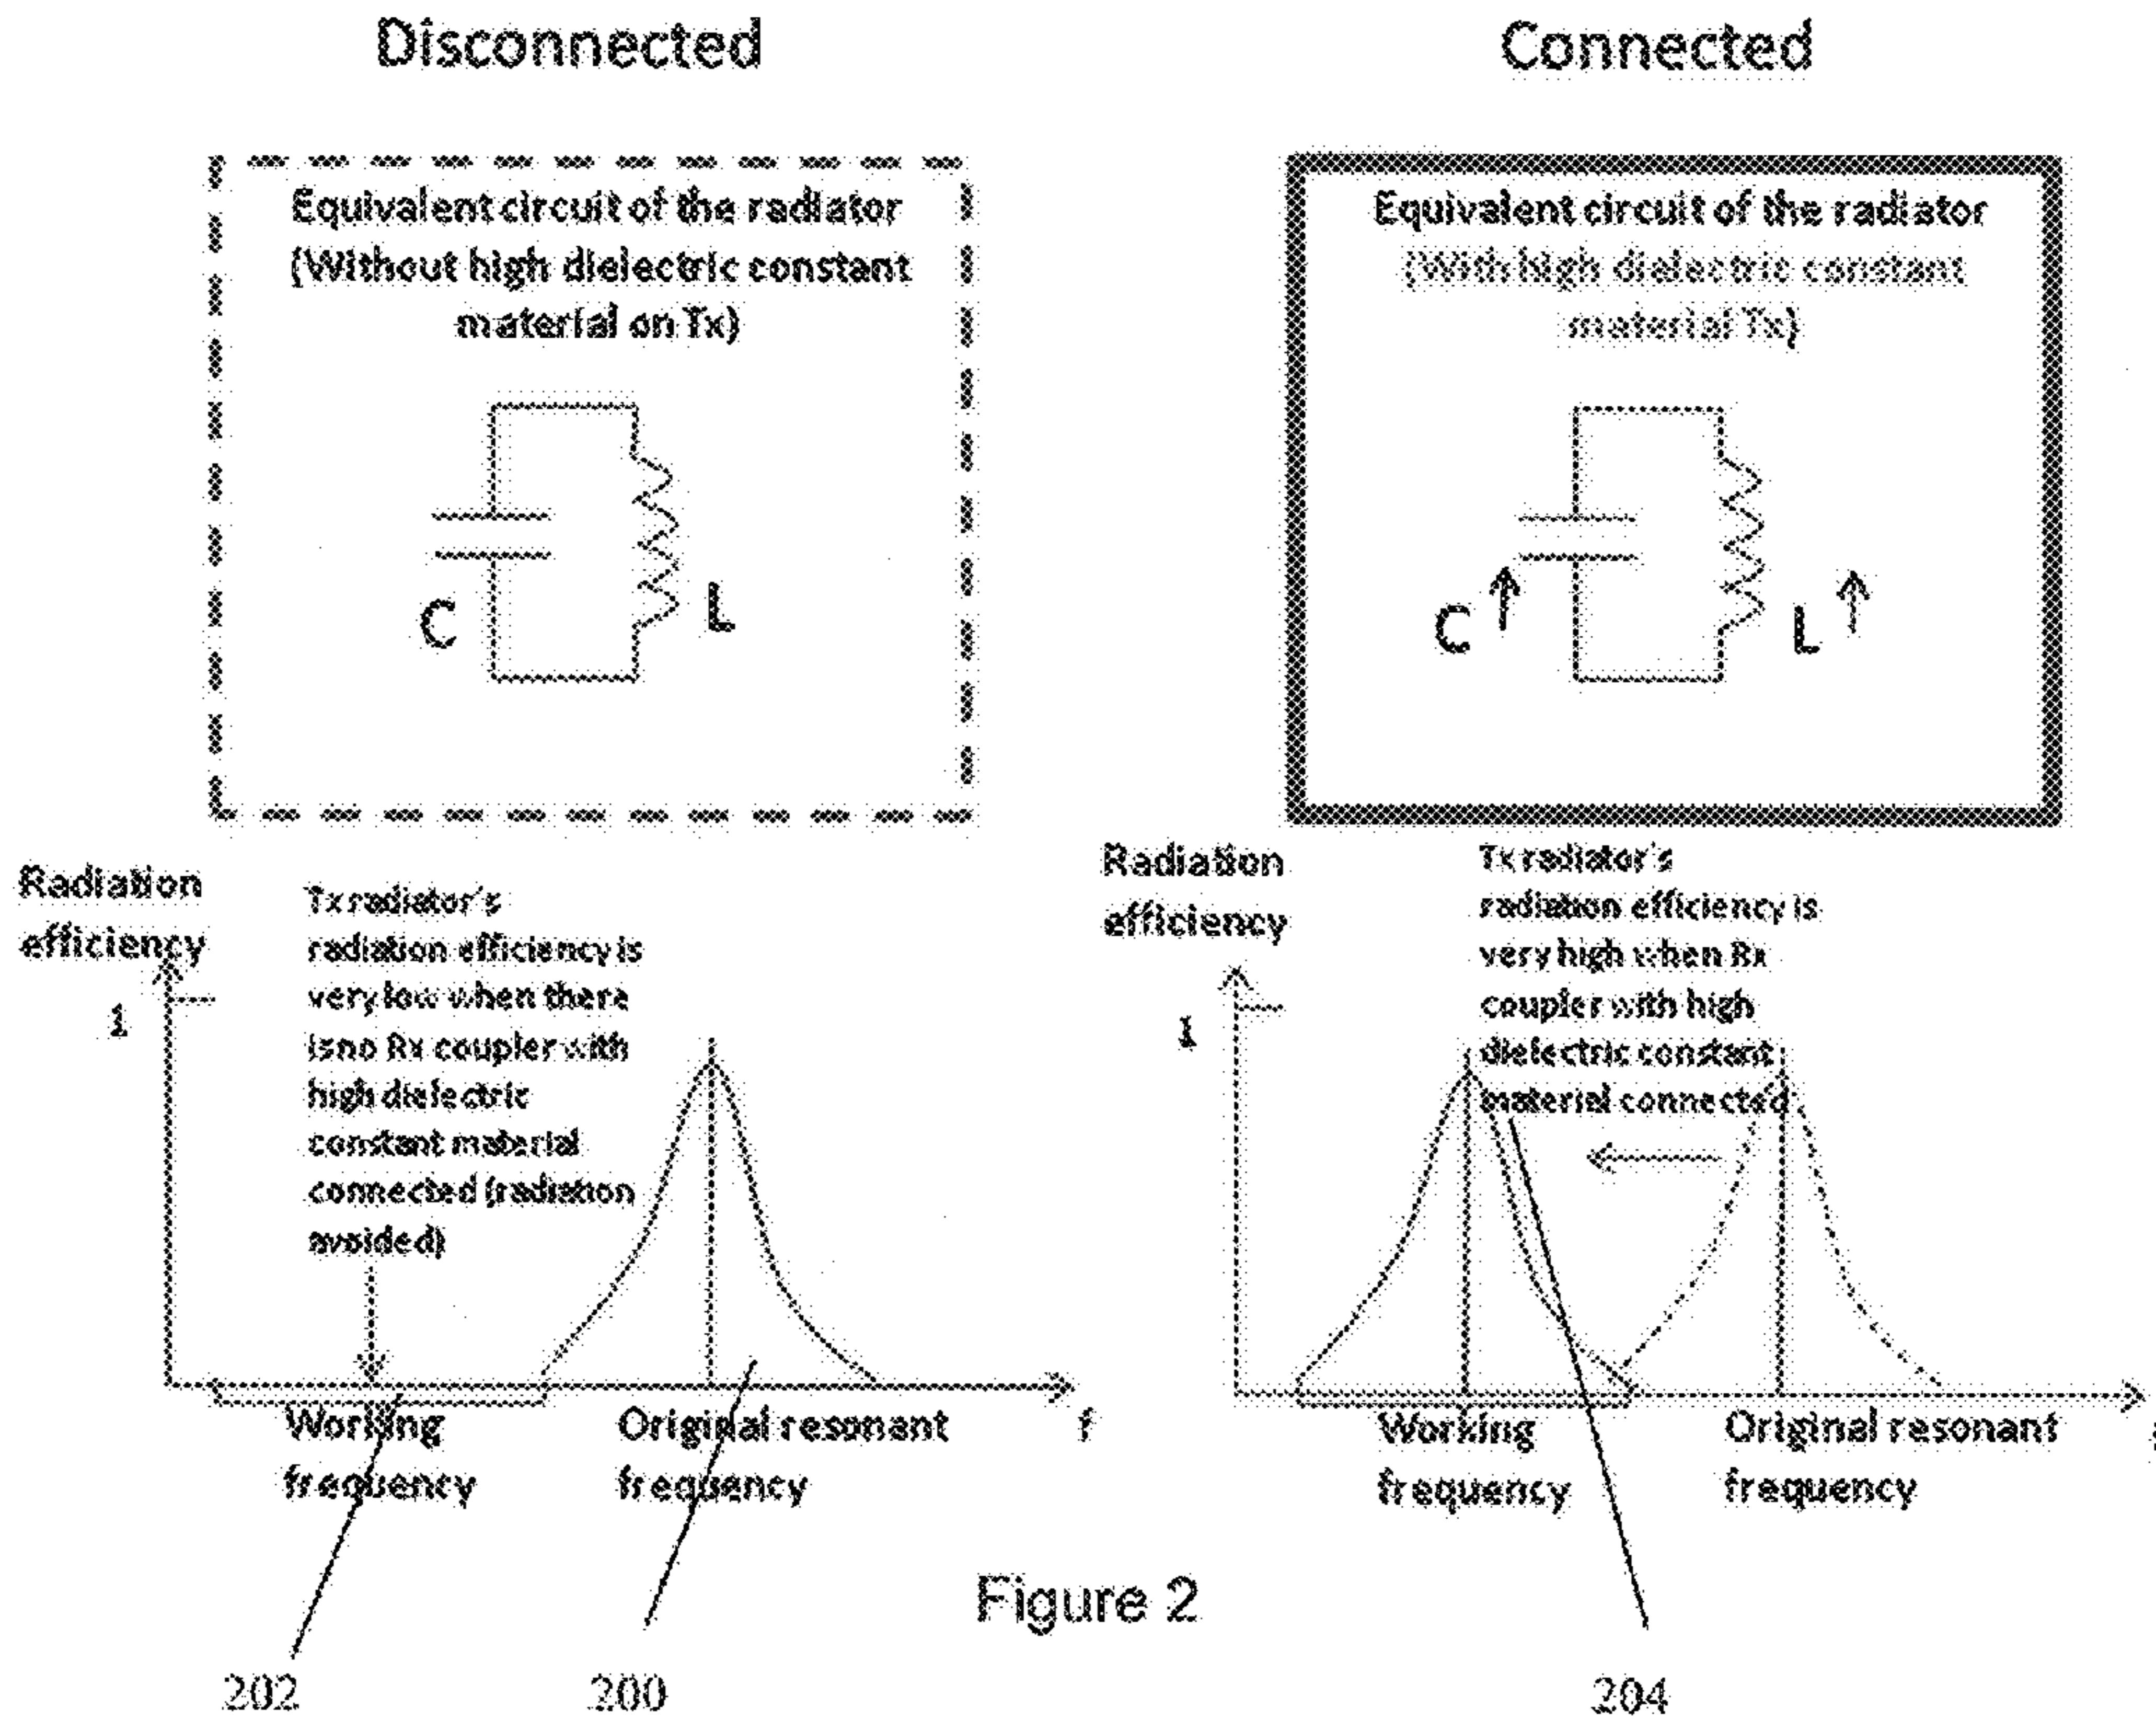 Disconnected
Equivalent circuit of the radiator
(Without high dielectric constant
material on Tx)
C
L
Radiation
efficiency
1
Tx radiator's
radiation efficiency is
very low when there
is no Rx coupler with
high dielectric
constant material
connected (radiation
avoided)
Working
frequency
Original resonant
frequency
f
202
200
Connected
Equivalent circuit of the radiator
(With high dielectric constant
material Tx)
C
L
Radiation
efficiency
1
Tx radiator's
radiation efficiency is
very high when Rx
coupler with high
dielectric constant
material connected
Working
frequency
Original resonant
frequency
204
Figure 2